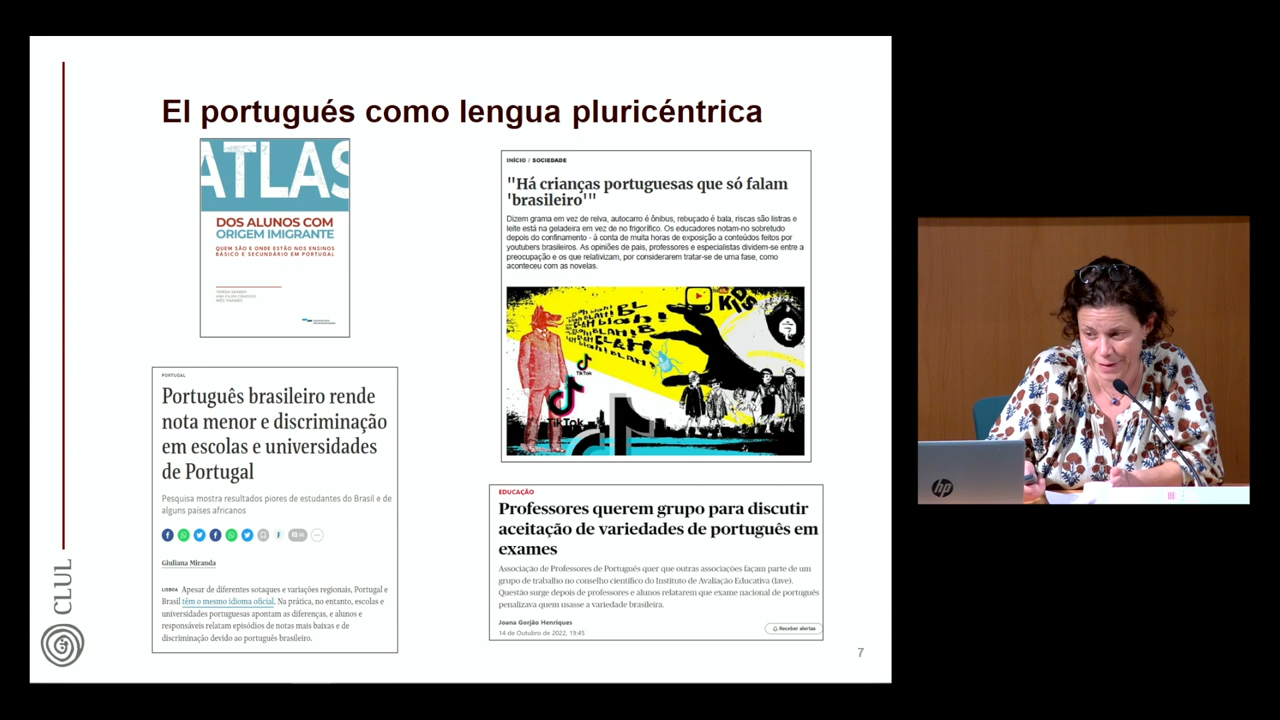 El portugués como lengua pluricéntrica
ATLAS
DOS ALUNOS COM
ORIGEM IMIGRANTE
QUEM SÃO E ONDE ESTÃO NOS ENSINOS
BÁSICO E SECUNDÁRIO EM PORTUGAL
INÍCIO / SOCIEDADE
"Há crianças portuguesas que só falam
'brasileiro'"
Dizem grama em vez de relva, autocarro é ônibus, rebuçado é bala, riscas são listras e
leite está na geladeira em vez de no frigorífico. Os educadores notam-no sobretudo
depois do confinamento - à conta de muita horas de exposição a conteúdos feitos por
youtubers brasileiros. As opiniões de pais, professores e especialistas dividem-se entre a
preocupação e os que relativizam, por considerarem tratar-se de uma fase, como
aconteceu com as novelas.
BLAH!
TikTok
TikTok
PORTUGAL
Português brasileiro rende
nota menor e discriminação
em escolas e universidades
de Portugal
Pesquisa mostra resultados piores de estudantes do Brasil e de
alguns países africanos
Giuliana Miranda
LISBOA Apesar de diferentes sotaques e variações regionais, Portugal e
Brasil têm o mesmo idioma oficial. Na prática, no entanto, escolas e
universidades portuguesas apontam as diferenças, e alunos e
responsáveis relatam episódios de notas mais baixas e de
discriminação devido ao português brasileiro.
EDUCAÇÃO
Professores querem grupo para discutir
aceitação de variedades de português em
exames
Associação de Professores de Português quer que outras associações façam parte de um
grupo de trabalho no conselho científico do Instituto de Avaliação Educativa (Iave).
Questão surge depois de professores e alunos relatarem que exame nacional de português
penalizava quem usasse a variedade brasileira.
Joana Gorjão Henriques
14 de Outubro de 2022, 19:45
Receber alertas
CLUL
7
hp